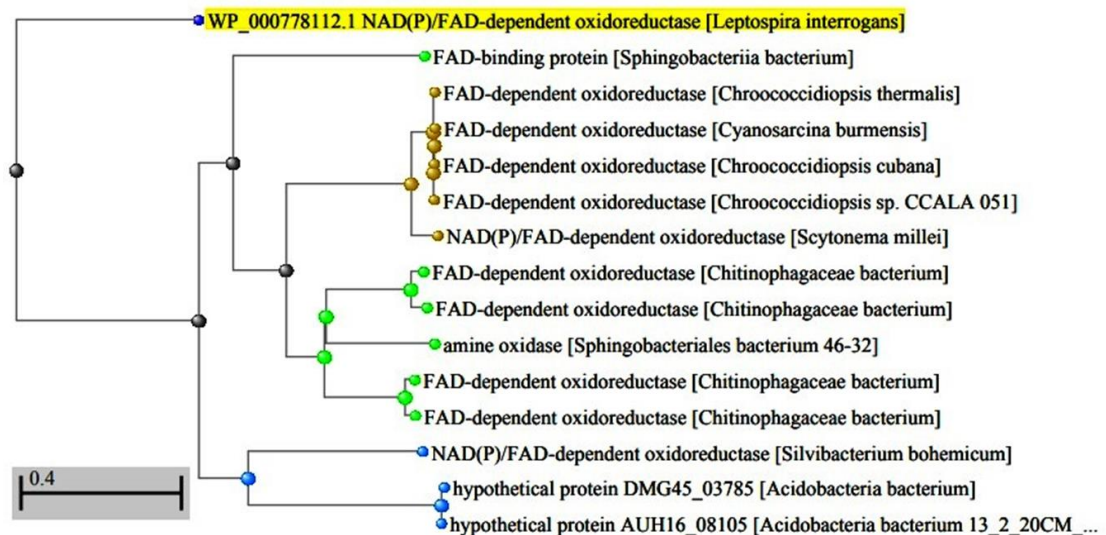 WP_000778112.1 NAD(P)/FAD-dependent oxidoreductase [Leptospira interrogans]
FAD-binding protein [Sphingobacteriia bacterium]
FAD-dependent oxidoreductase [Chroococcidiopsis thermalis]
FAD-dependent oxidoreductase [Cyanosarcina burmensis]
FAD-dependent oxidoreductase [Chroococcidiopsis cubana]
FAD-dependent oxidoreductase [Chroococcidiopsis sp. CCALA 051]
NAD(P)/FAD-dependent oxidoreductase [Scytonema millei]
FAD-dependent oxidoreductase [Chitinophagaceae bacterium]
FAD-dependent oxidoreductase [Chitinophagaceae bacterium]
amine oxidase [Sphingobacteriales bacterium 46-32]
FAD-dependent oxidoreductase [Chitinophagaceae bacterium]
FAD-dependent oxidoreductase [Chitinophagaceae bacterium]
NAD(P)/FAD-dependent oxidoreductase [Silvibacterium bohemicum]
0.4
hypothetical protein DMG45_03785 [Acidobacteria bacterium]
hypothetical protein AUH16_08105 [Acidobacteria bacterium 13_2_20CM_...